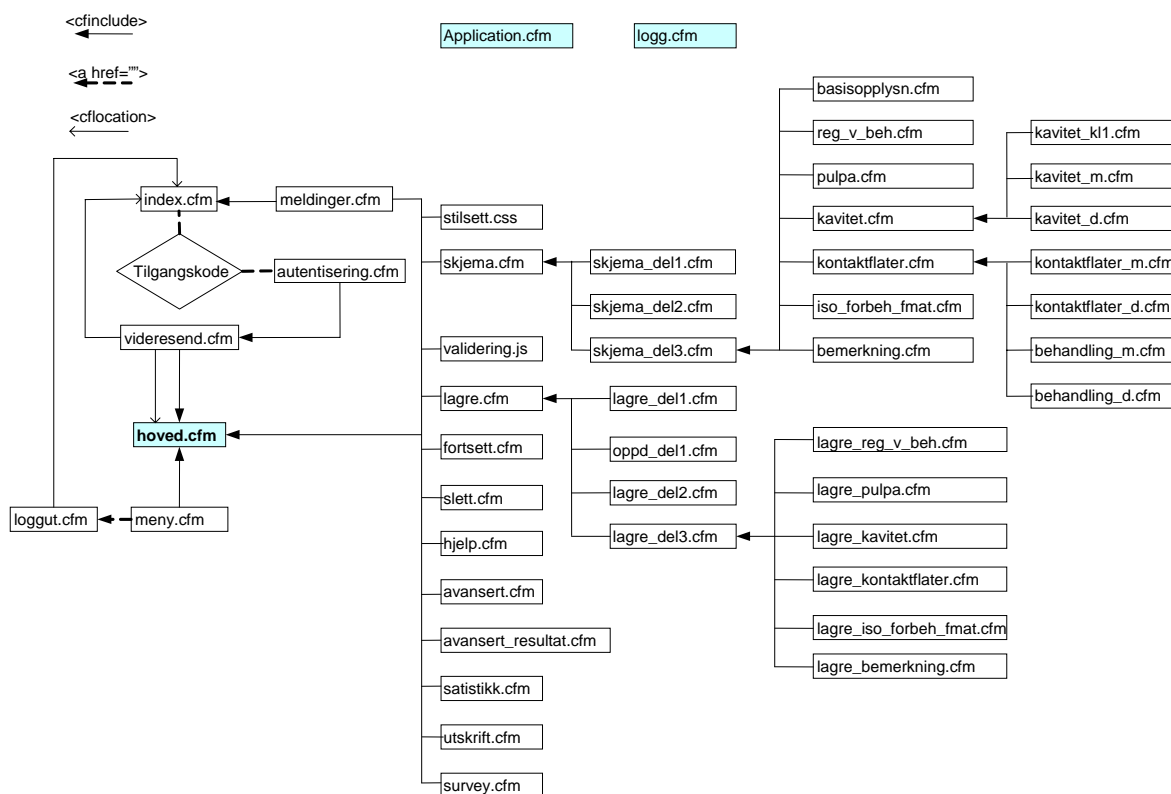 <cfinclude>
<a href="">
<cflocation>
Application.cfm
logg.cfm
index.cfm
meldinger.cfm
Tilgangskode
autentisering.cfm
videresend.cfm
hoved.cfm
loggut.cfm
meny.cfm
stilsett.css
skjema.cfm
validering.js
lagre.cfm
fortsett.cfm
slett.cfm
hjelp.cfm
avansert.cfm
avansert_resultat.cfm
satistikk.cfm
utskrift.cfm
survey.cfm
skjema_del1.cfm
skjema_del2.cfm
skjema_del3.cfm
lagre_del1.cfm
oppd_del1.cfm
lagre_del2.cfm
lagre_del3.cfm
basisopplysn.cfm
reg_v_beh.cfm
pulpa.cfm
kavitet.cfm
kontaktflater.cfm
iso_forbeh_fmat.cfm
bemerkning.cfm
lagre_reg_v_beh.cfm
lagre_pulpa.cfm
lagre_kavitet.cfm
lagre_kontaktflater.cfm
lagre_iso_forbeh_fmat.cfm
lagre_bemerkning.cfm
kavitet_kl1.cfm
kavitet_m.cfm
kavitet_d.cfm
kontaktflater_m.cfm
kontaktflater_d.cfm
behandling_m.cfm
behandling_d.cfm